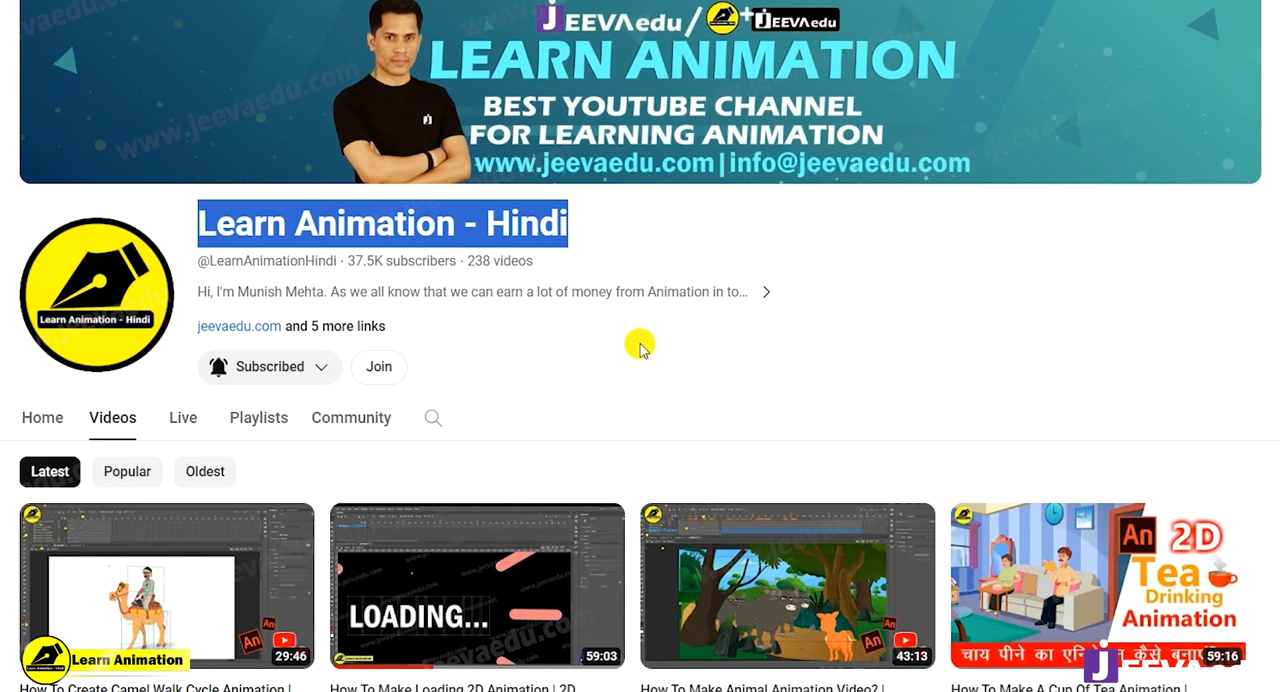 JEEVAedu/ + JEEVAedu
LEARN ANIMATION
BEST YOUTUBE CHANNEL
FOR LEARNING ANIMATION
www.jeevaedu.com|info@jeevaedu.com
www.jeevaedu.com
Learn Animation - Hindi
@LearnAnimationHindi · 37.5K subscribers · 238 videos
Hi, I'm Munish Mehta. As we all know that we can earn a lot of money from Animation in to...
Learn Animation - Hindi
jeevaedu.com and 5 more links
Subscribed Join
Home Videos Live Playlists Community
Latest Popular Oldest
An
29:46
LOADING...
59:03
An
43:13
An 2D
Tea
Drinking
Animation
चाय पीने का
59:16
Learn Animation
JEEVA
How To Create Camel Walk Cycle Animation |
How To Make Loading 2D Animation | 2D
How To Make Animal Animation Video? |
How To Make A Cup Of Tea Animation |